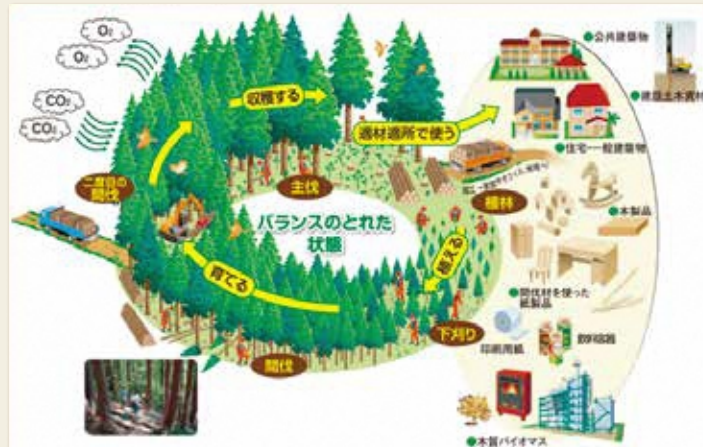 O₂
O₂
CO₂
CO₂
収穫する
適材適所で使う
二度目の
間伐
主伐
植林
バランスのとれた
状態
植える
育てる
下刈り
間伐
●公共建築物
●建築土木資材
●住宅・一般建築物
●木製品
●間伐材を使った
紙製品
印刷用紙
飲料容器
●木質バイオマス